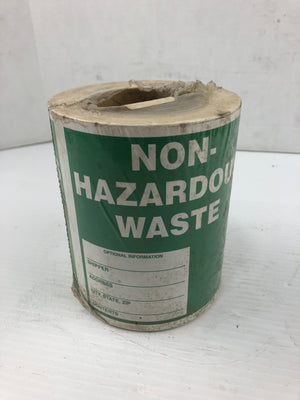 NON-
HAZARDOU
WASTE
OPTIONAL INFORMATION
SHIPPER
ADDRESS
CITY, STATE, ZIP
CONTENTS